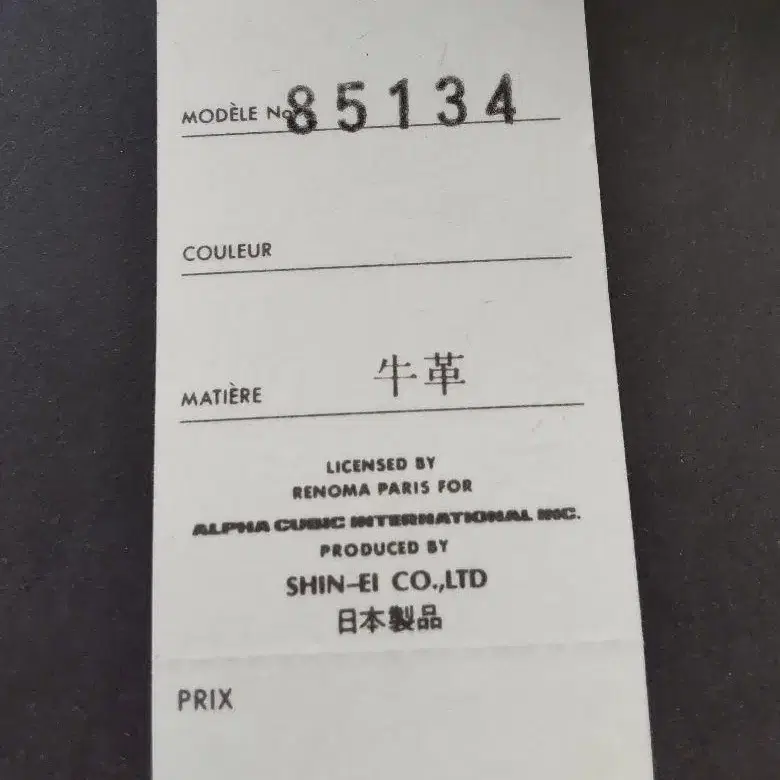 MODÈLE No 85134
COULEUR
MATIÈRE 牛革
LICENSED BY
RENOMA PARIS FOR
ALPHA CUBIC INTERNATIONAL INC.
PRODUCED BY
SHIN-EI CO.,LTD
日本製品
PRIX